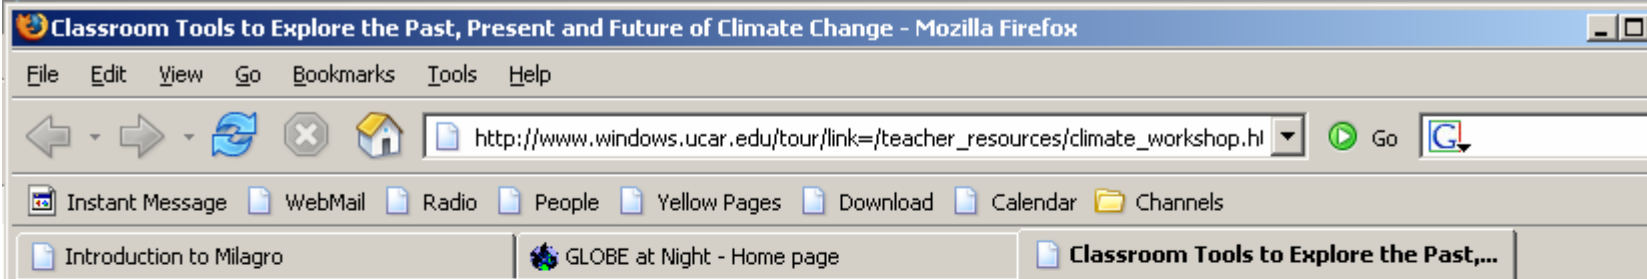 Classroom Tools to Explore the Past, Present and Future of Climate Change - Mozilla Firefox
File Edit View Go Bookmarks Tools Help
http://www.windows.ucar.edu/tour/link=/teacher_resources/climate_workshop.ht Go G
Instant Message WebMail Radio People Yellow Pages Download Calendar Channels
Introduction to Milagro GLOBE at Night - Home page Classroom Tools to Explore the Past,...